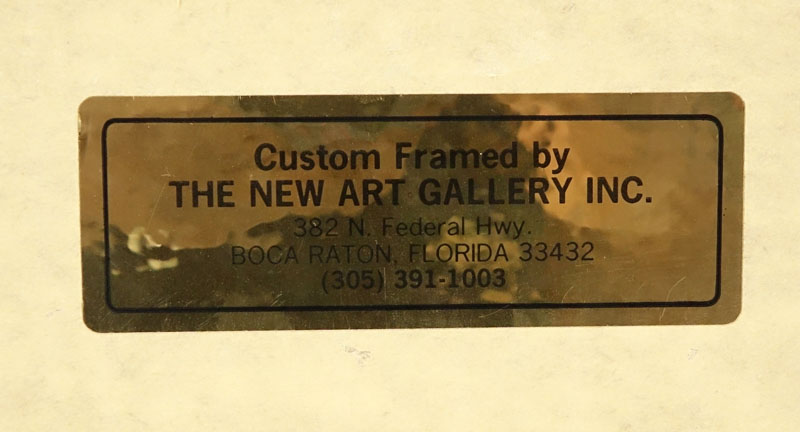 Custom Framed by
THE NEW ART GALLERY INC.
382 N. Federal Hwy.
BOCA RATON, FLORIDA 33432
(305) 391-1003